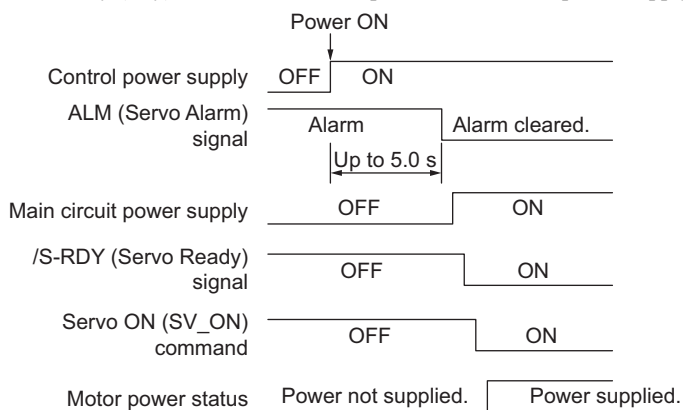 Power ON
Control power supply OFF ON
ALM (Servo Alarm)
signal
Alarm Alarm cleared.
Up to 5.0 s
Main circuit power supply OFF ON
/S-RDY (Servo Ready)
signal
OFF ON
Servo ON (SV_ON)
command
OFF ON
Motor power status Power not supplied. Power supplied.